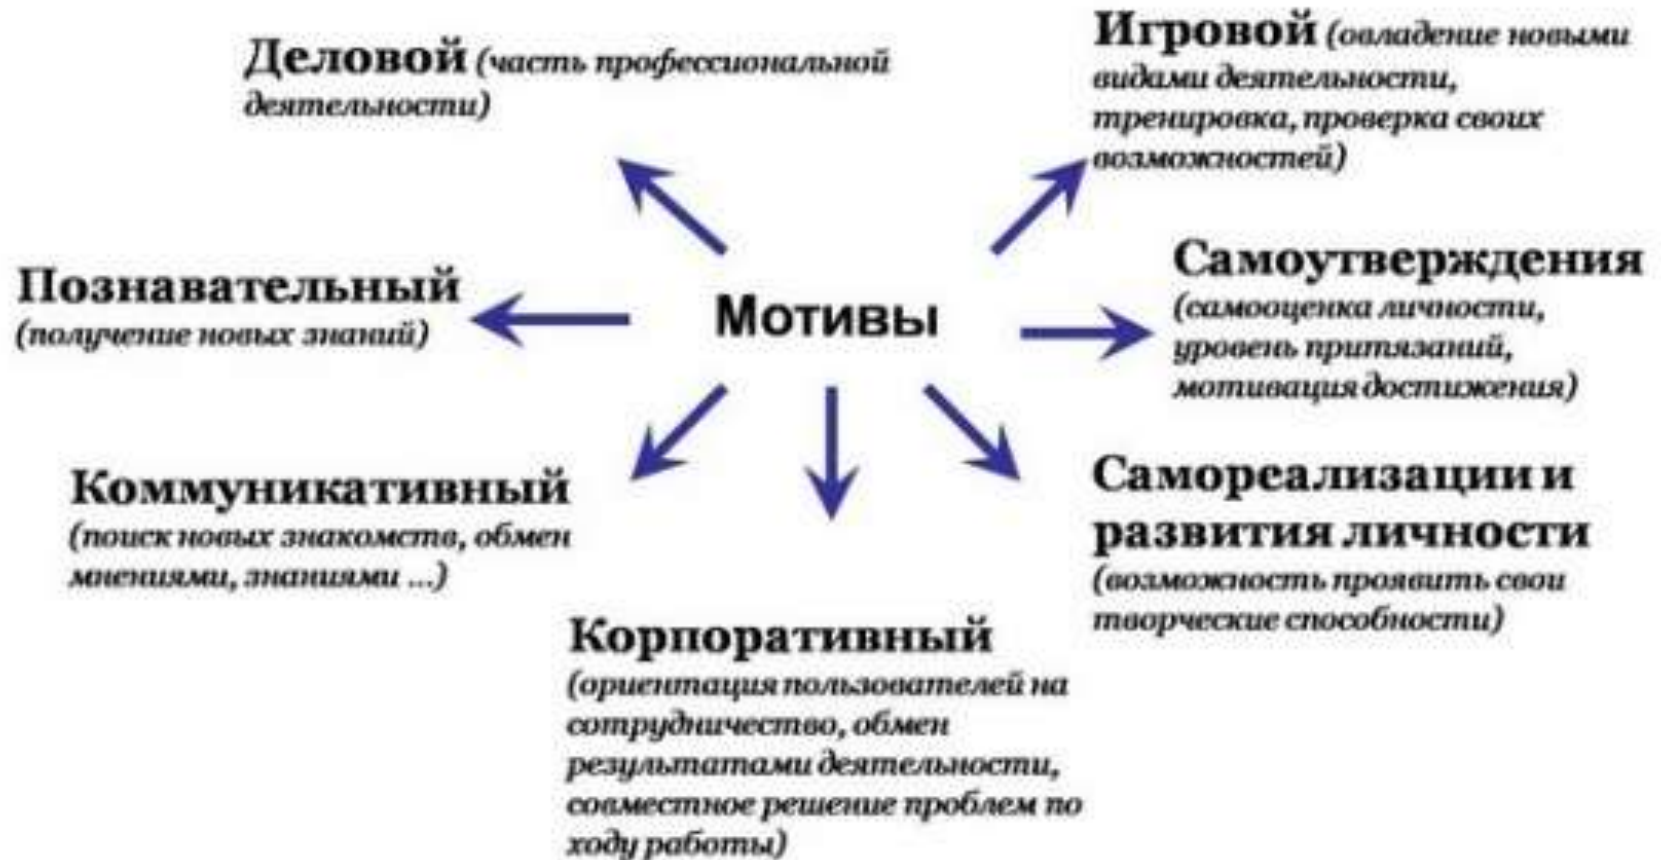 Деловой (часть профессиональной
деятельности)
Игровой (овладение новыми
видами деятельности,
тренировка, проверка своих
возможностей)
Познавательный
(получение новых знаний)
Мотивы
Самоутверждения
(самооценка личности,
уровень притязаний,
мотивация достижения)
Коммуникативный
(поиск новых знакомств, обмен
мнениями, знаниями ...)
Самореализации и
развития личности
(возможность проявить свои
творческие способности)
Корпоративный
(ориентация пользователей на
сотрудничество, обмен
результатами деятельности,
совместное решение проблем по
ходу работы)